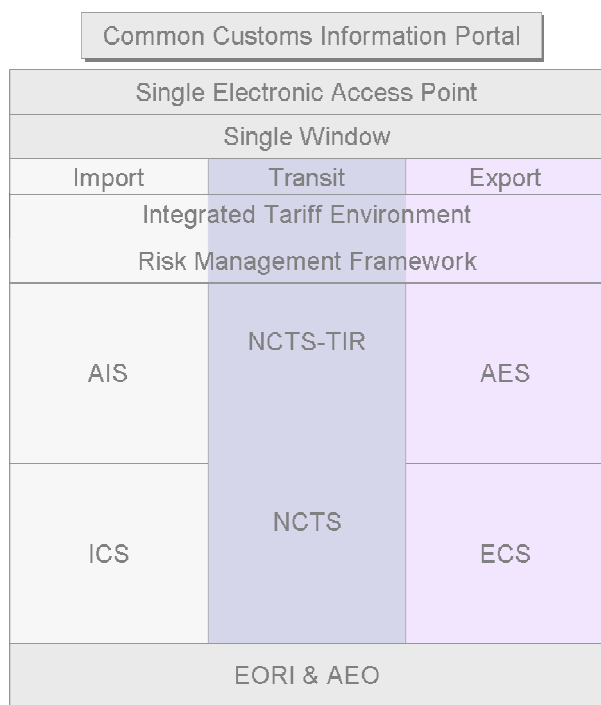 Common Customs Information Portal
Single Electronic Access Point
Single Window
Import Transit Export
Integrated Tariff Environment
Risk Management Framework
NCTS-TIR
AIS AES
NCTS
ICS ECS
EORI & AEO